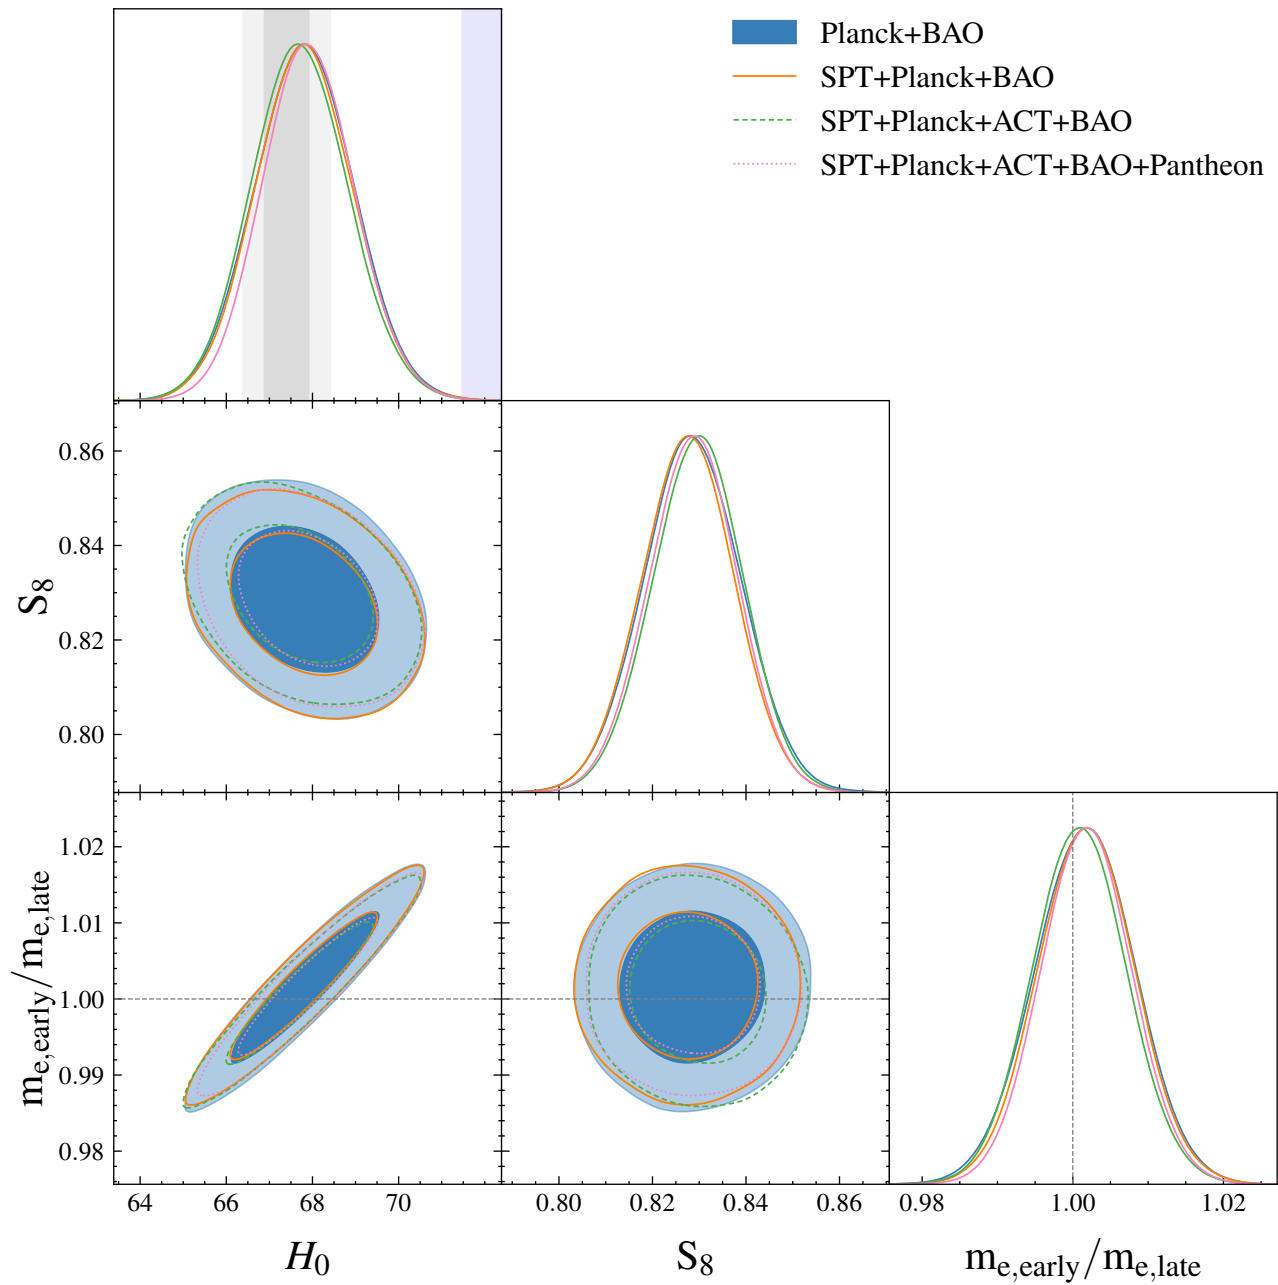 Planck+BAO
SPT+Planck+BAO
SPT+Planck+ACT+BAO
SPT+Planck+ACT+BAO+Pantheon
0.86
0.84
0.82
0.80
S₈
1.02
1.01
1.00
0.99
0.98
mₑ,ₑₐᵣₗᵧ/mₑ,ₗₐₜₑ
64 66 68 70
0.80 0.82 0.84 0.86
0.98 1.00 1.02
H₀
S₈
mₑ,ₑₐᵣₗᵧ/mₑ,ₗₐₜₑ